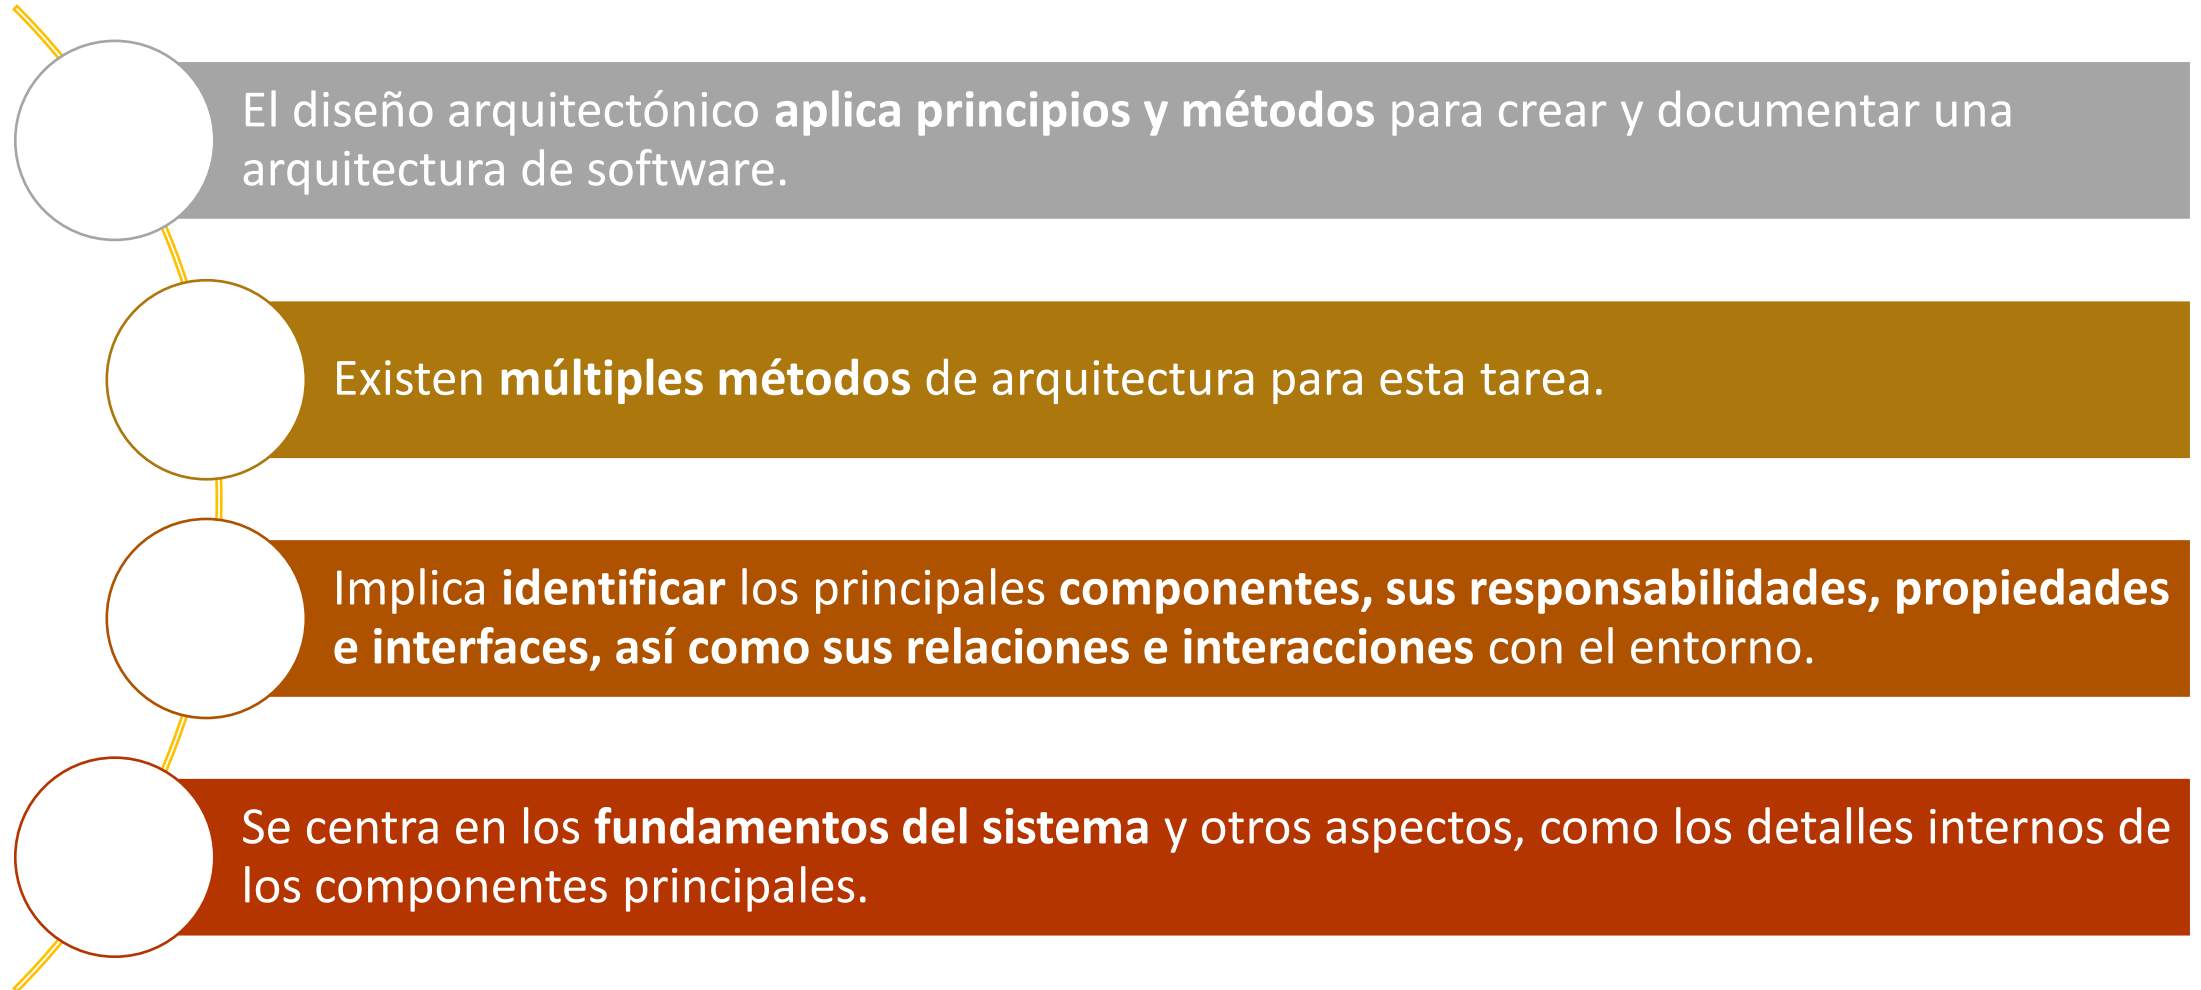 El diseño arquitectónico aplica principios y métodos para crear y documentar una
arquitectura de software.
Existen múltiples métodos de arquitectura para esta tarea.
Implica identificar los principales componentes, sus responsabilidades, propiedades
e interfaces, así como sus relaciones e interacciones con el entorno.
Se centra en los fundamentos del sistema y otros aspectos, como los detalles internos de
los componentes principales.